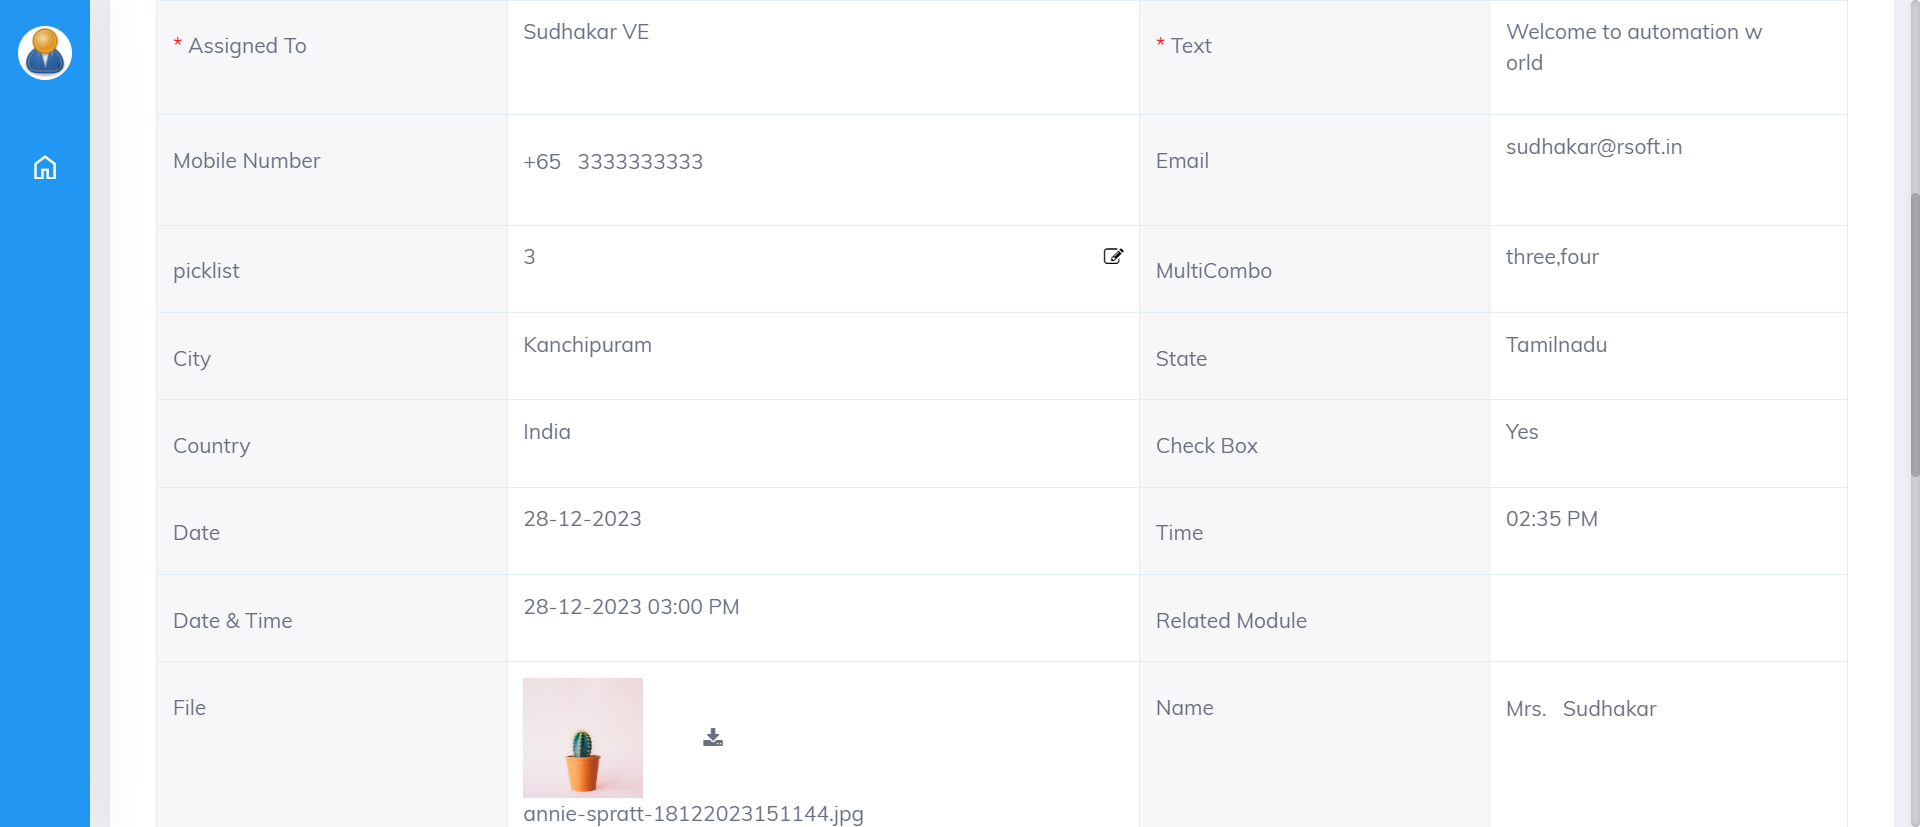 * Assigned To
Sudhakar VE
* Text
Welcome to automation w
orld
Mobile Number
+65 3333333333
Email
sudhakar@rsoft.in
picklist
3
MultiCombo
three,four
City
Kanchipuram
State
Tamilnadu
Country
India
Check Box
Yes
Date
28-12-2023
Time
02:35 PM
Date & Time
28-12-2023 03:00 PM
Related Module
File
annie-spratt-18122023151144.jpg
Name
Mrs. Sudhakar